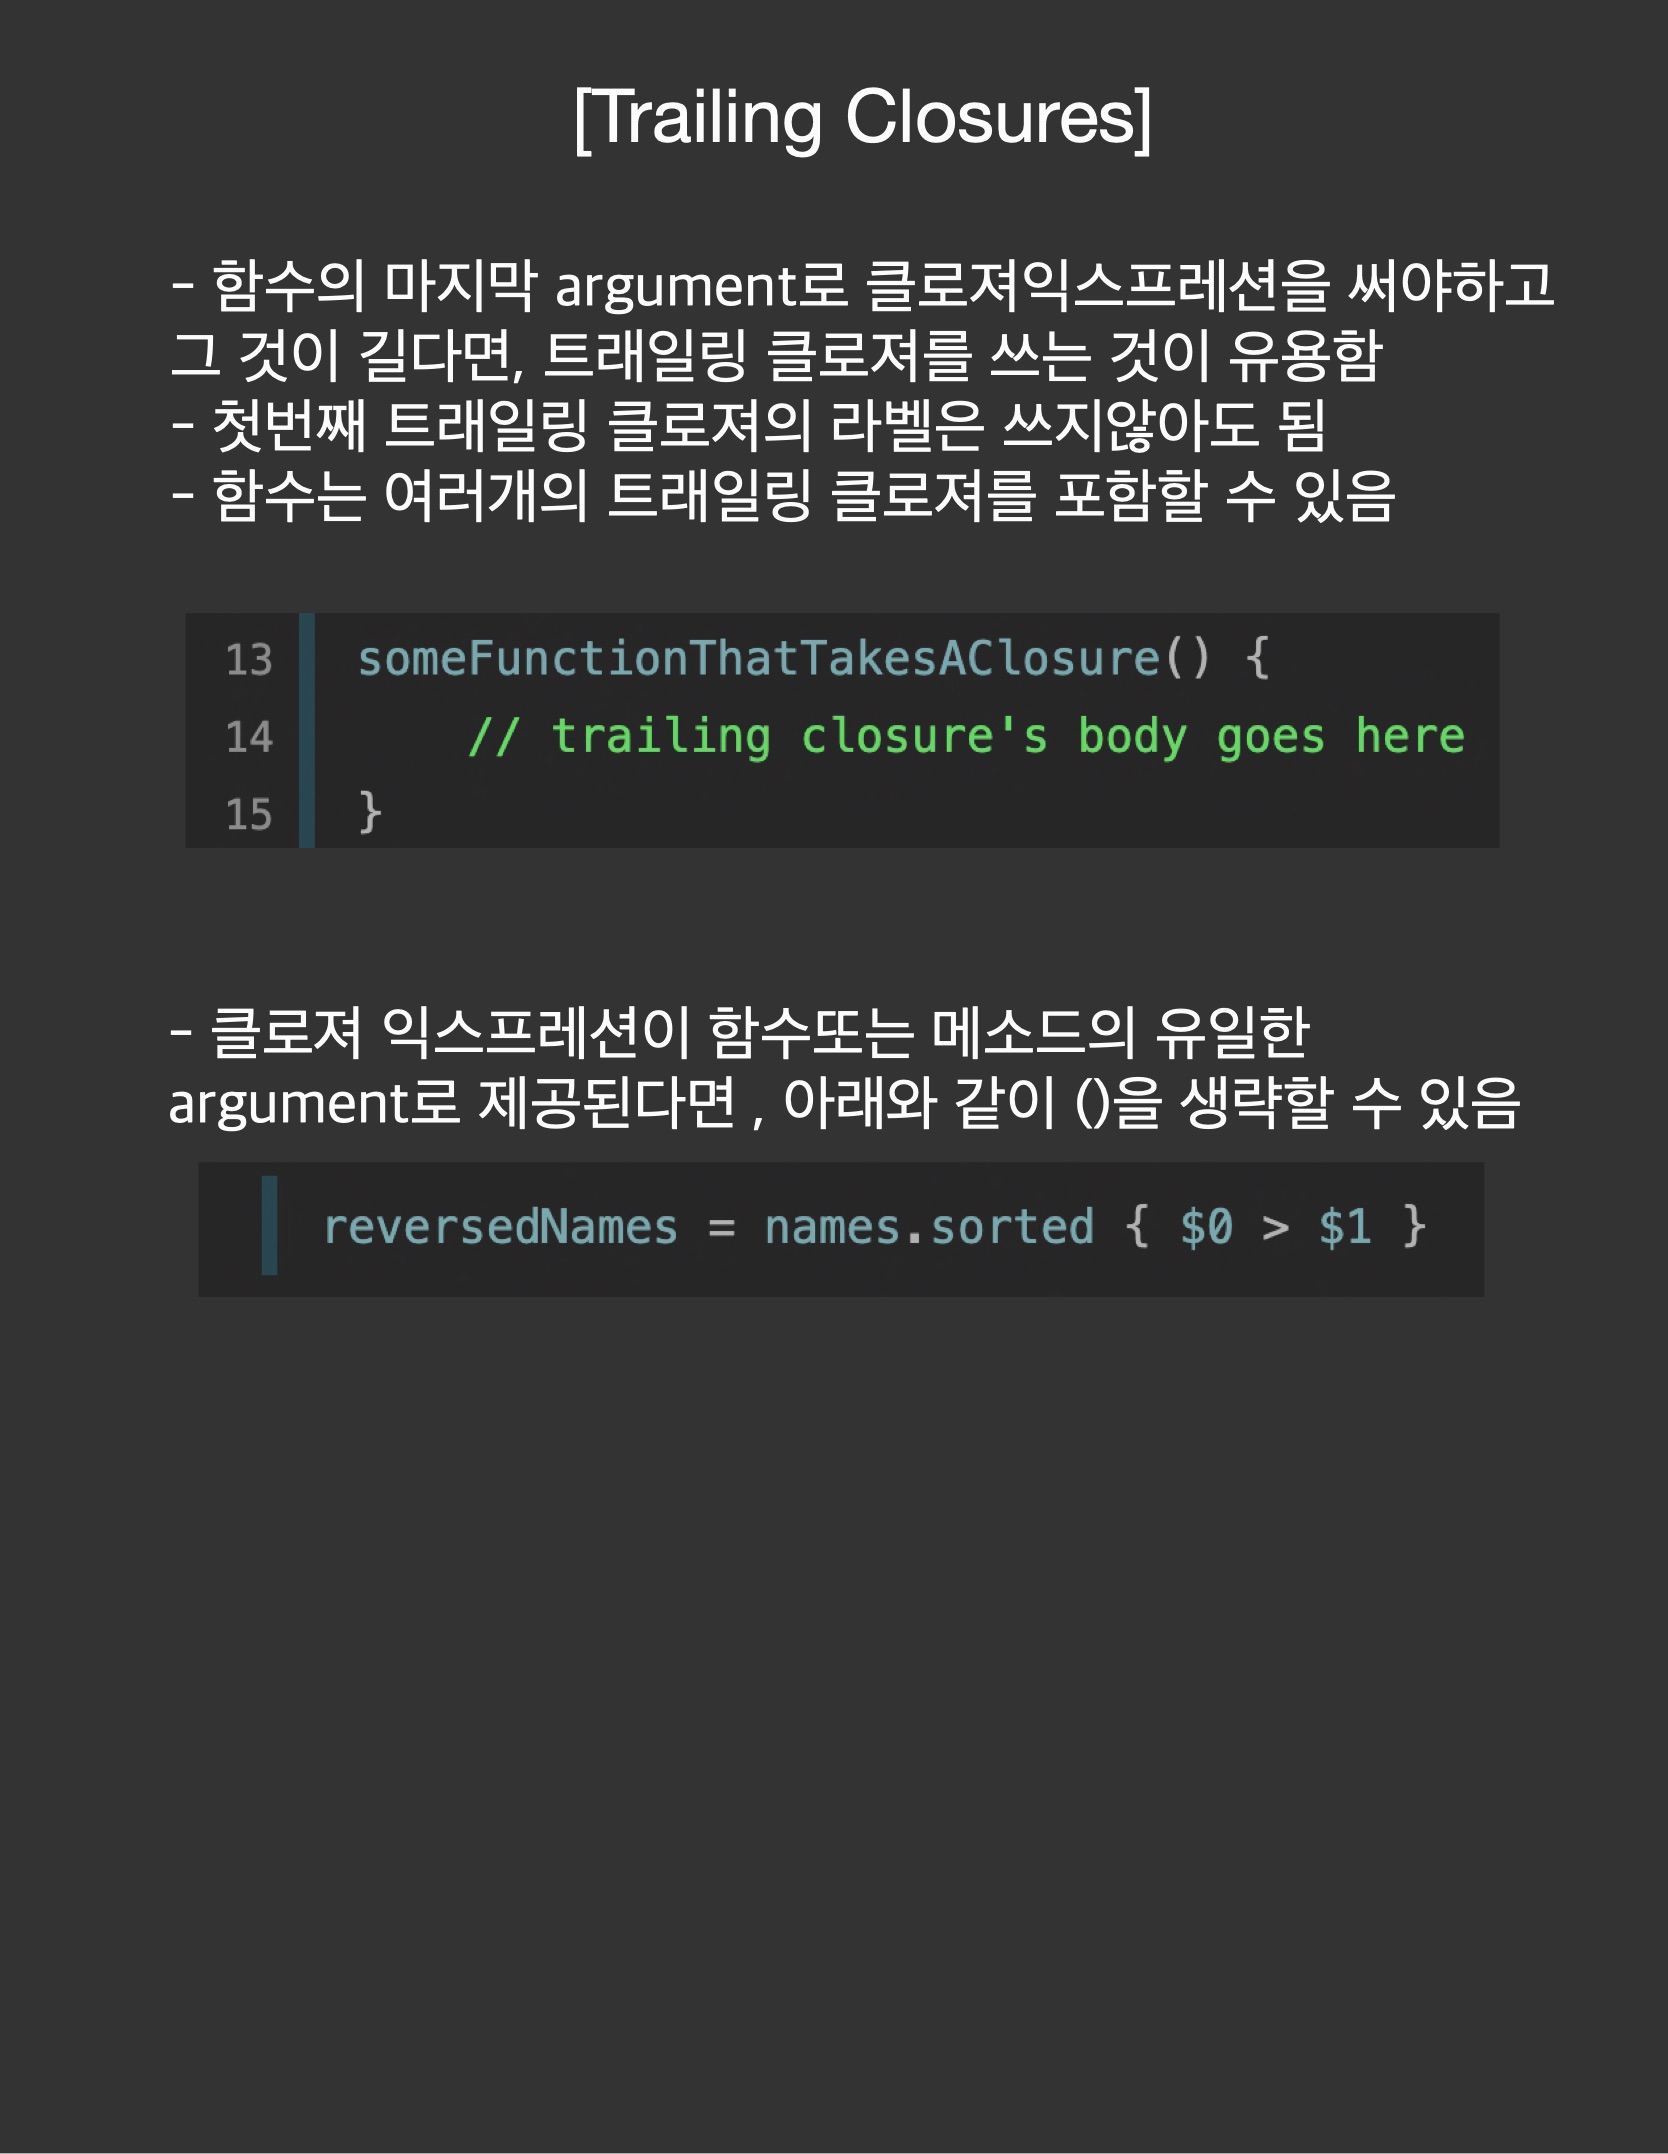 [Trailing Closures]
- 함수의 마지막 argument로 클로져익스프레션을 써야하고
그 것이 길다면, 트래일링 클로져를 쓰는 것이 유용함
- 첫번째 트래일링 클로져의 라벨은 쓰지않아도 됨
- 함수는 여러개의 트래일링 클로져를 포함할 수 있음
13 someFunctionThatTakesAClosure() {
14 // trailing closure's body goes here
15 }
- 클로져 익스프레션이 함수또는 메소드의 유일한
argument로 제공된다면 , 아래와 같이 ()을 생략할 수 있음
reversedNames = names.sorted { $0 > $1 }